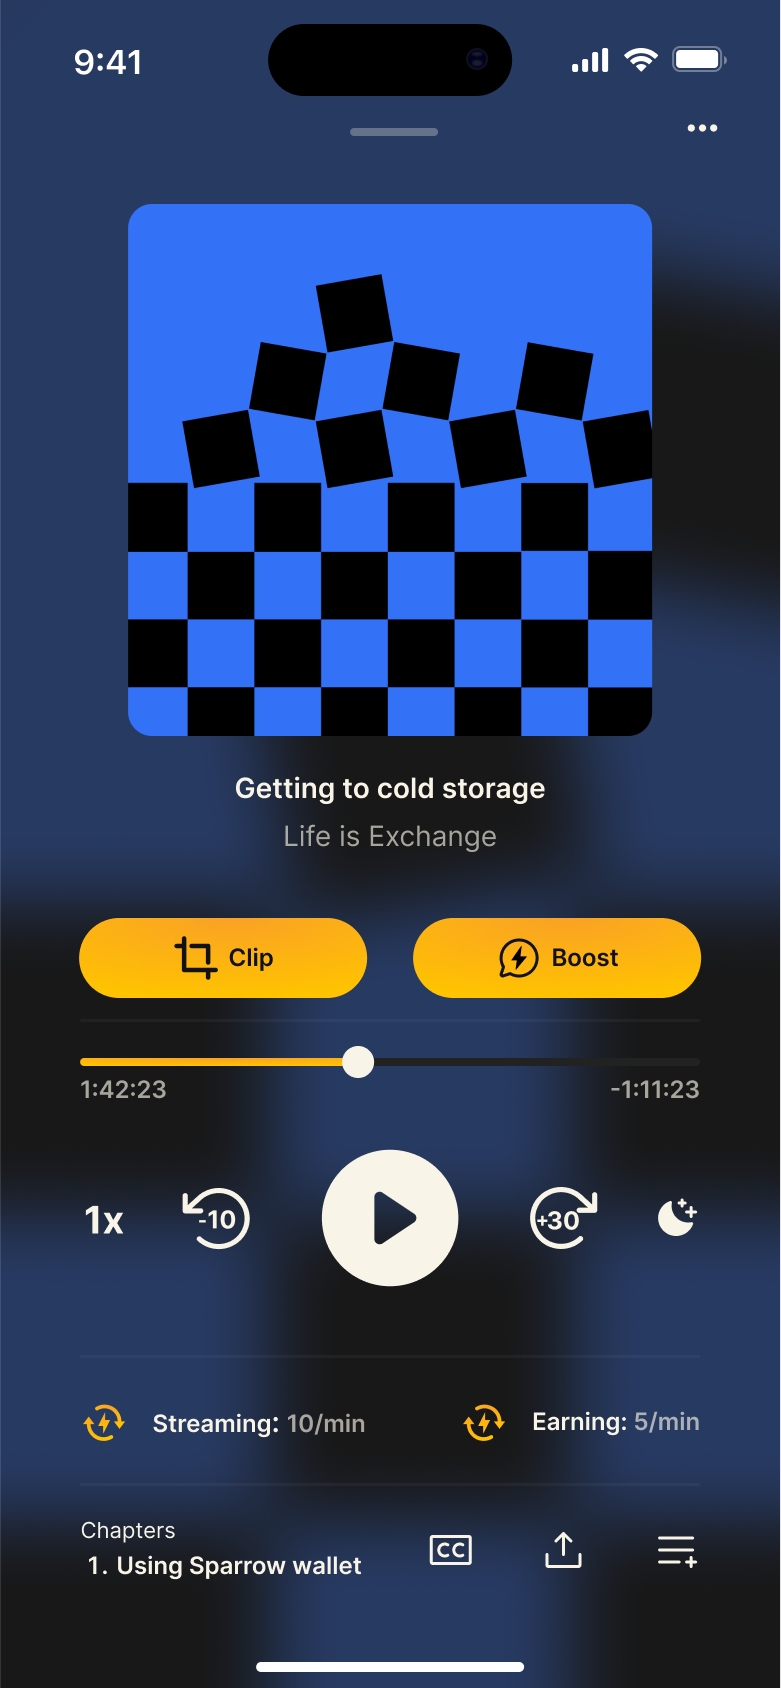 9:41
Getting to cold storage
Life is Exchange
Clip
Boost
1:42:23
-1:11:23
1x
-10
+30
Streaming: 10/min
Earning: 5/min
Chapters
1. Using Sparrow wallet
CC